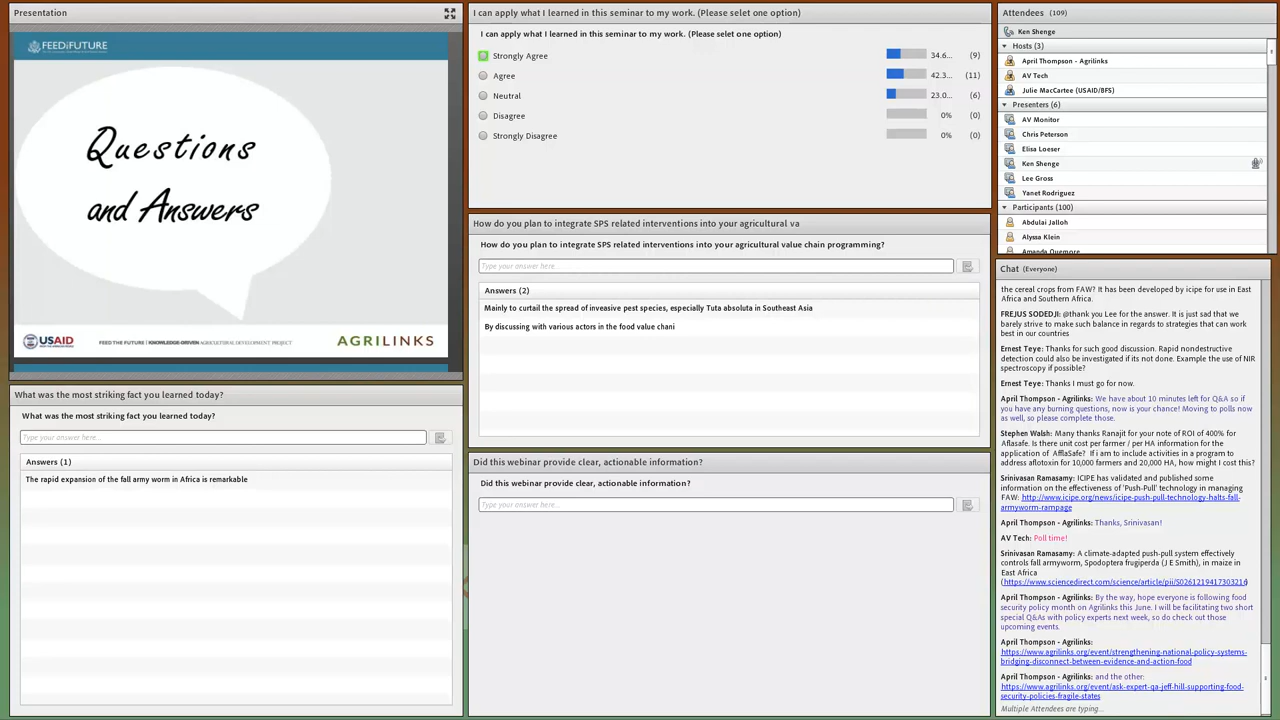 Presentation
FEED the FUTURE
Questions
and Answers
USAID
FROM THE AMERICAN PEOPLE
FEED THE FUTURE KNOWLEDGE-DRIVEN AGRICULTURAL DEVELOPMENT PROJECT
AGRILINKS
What was the most striking fact you learned today?
What was the most striking fact you learned today?
Type your answer here...
Answers (1)
The rapid expansion of the fall army worm in Africa is remarkable
I can apply what I learned in this seminar to my work. (Please selet one option)
I can apply what I learned in this seminar to my work. (Please selet one option)
Strongly Agree 34.6... (9)
Agree 42.3... (11)
Neutral 23.0... (6)
Disagree 0% (0)
Strongly Disagree 0% (0)
How do you plan to integrate SPS related interventions into your agricultural va
How do you plan to integrate SPS related interventions into your agricultural value chain programming?
Type your answer here...
Answers (2)
Mainly to curtail the spread of inveasive pest species, especially Tuta absoluta in Southeast Asia
By discussing with various actors in the food value chani
Did this webinar provide clear, actionable information?
Did this webinar provide clear, actionable information?
Type your answer here...
Attendees (109)
Ken Shenge
Hosts (3)
April Thompson - Agrilinks
AV Tech
Julie MacCartee (USAID/BFS)
Presenters (6)
AV Monitor
Chris Peterson
Elisa Loeser
Ken Shenge
Lee Gross
Yanet Rodriguez
Participants (100)
Abdulai Jalloh
Alyssa Klein
Amanda Quemore
Chat (Everyone)
the cereal crops from FAW? It has been developed by icipe for use in East
Africa and Southern Africa.
FREJUS SODEDJI: @thank you Lee for the answer. It is just sad that we
barely strive to make such balance in regards to strategies that can work
best in our countries
Ernest Teye: Thanks for such good discussion. Rapid nondestructive
detection could also be investigated if its not done. Example the use of NIR
spectroscopy if possible?
Ernest Teye: Thanks I must go for now.
April Thompson - Agrilinks: We have about 10 minutes left for Q&A so if
you have any burning questions, now is your chance! Moving to polls now
as well, so please complete those.
Stephen Walsh: Many thanks Ranajit for your note of ROI of 400% for
Aflasafe. Is there unit cost per farmer / per HA information for the
application of AfflaSafe? If i am to include activities in a program to
address aflotoxin for 10,000 farmers and 20,000 HA, how might I cost this?
Srinivasan Ramasamy: ICIPE has validated and published some
information on the effectiveness of 'Push-Pull' technology in managing
FAW: http://www.icipe.org/news/icipe-push-pull-technology-halts-fall-
armyworm-rampage
April Thompson - Agrilinks: Thanks, Srinivasan!
AV Tech: Poll time!
Srinivasan Ramasamy: A climate-adapted push-pull system effectively
controls fall armyworm, Spodoptera frugiperda (J E Smith), in maize in
East Africa
(https://www.sciencedirect.com/science/article/pii/S0261219417303216)
April Thompson - Agrilinks: By the way, hope everyone is following food
security policy month on Agrilinks this June. I will be facilitating two short
special Q&As with policy experts next week, so do check out those
upcoming events.
April Thompson - Agrilinks:
https://www.agrilinks.org/event/strengthening-national-policy-systems-
bridging-disconnect-between-evidence-and-action-food
April Thompson - Agrilinks: and the other:
https://www.agrilinks.org/event/ask-expert-qa-jeff-hill-supporting-food-
security-policies-fragile-states
Multiple Attendees are typing...